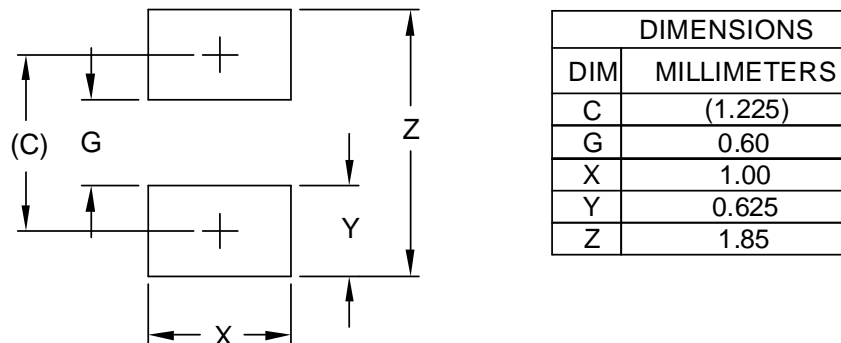 (C)
G
Z
Y
X
DIMENSIONS
DIM MILLIMETERS
C (1.225)
G 0.60
X 1.00
Y 0.625
Z 1.85